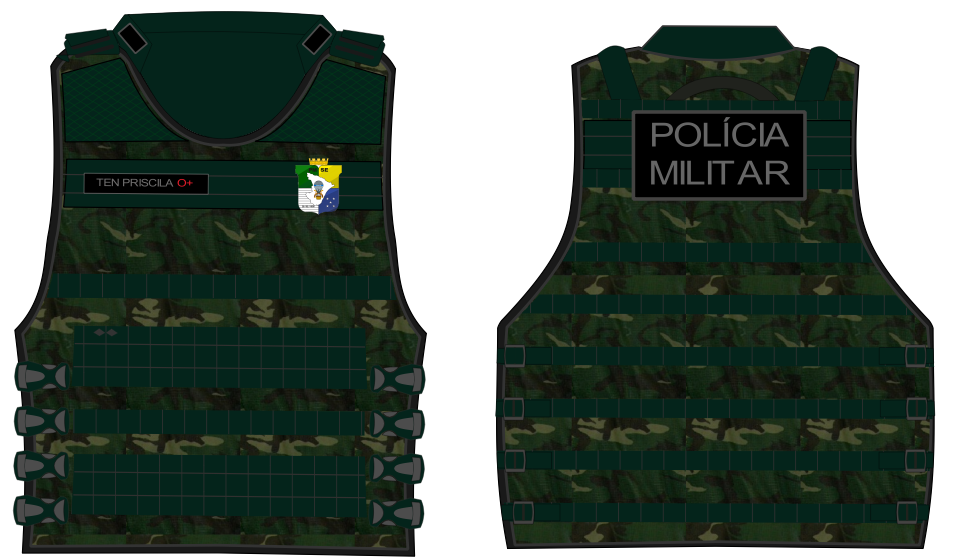 SE
TEN PRISCILA O+
POLÍCIA
MILITAR